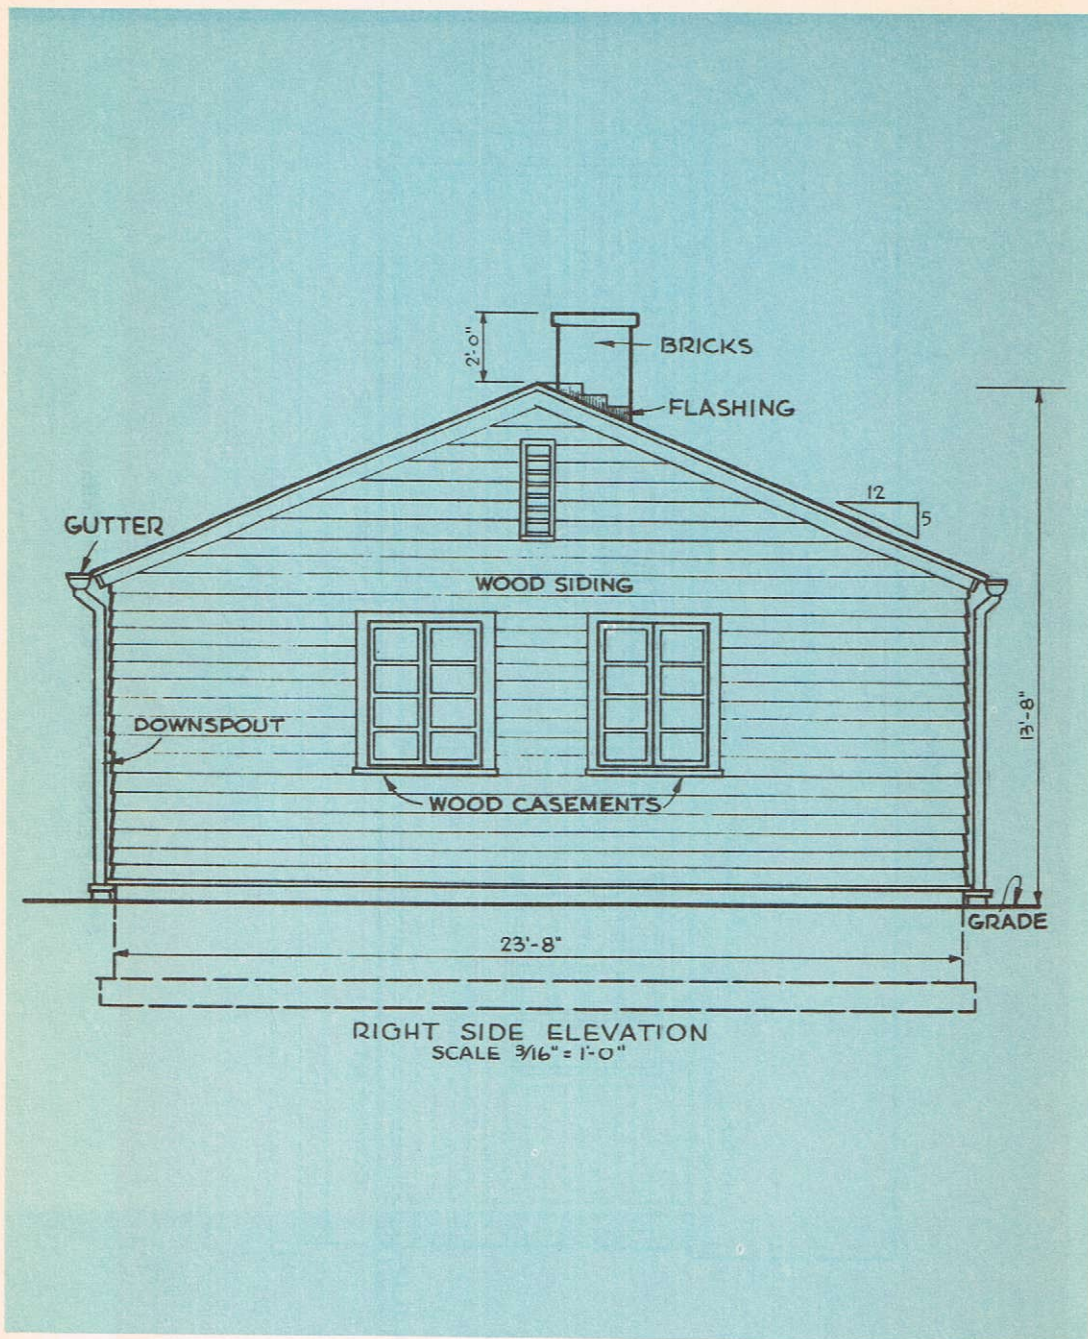 2'-0"
BRICKS
FLASHING
12
5
GUTTER
WOOD SIDING
13'-8"
DOWNSPOUT
WOOD CASEMENTS
GRADE
23'-8"
RIGHT SIDE ELEVATION
SCALE 3/16" = 1'-0"